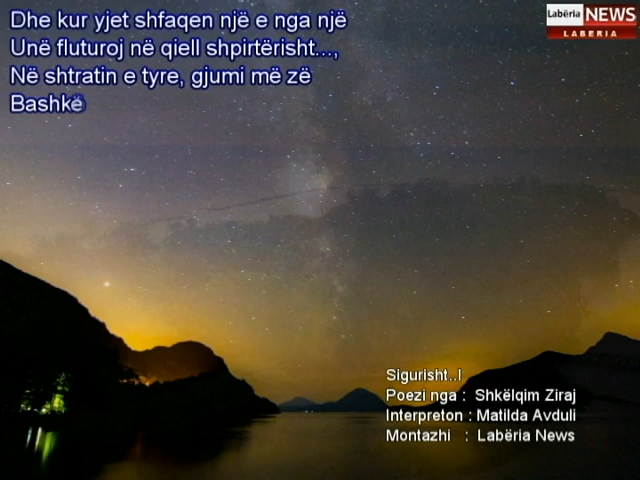 Dhe kur yjet shfaqen një e nga një
Unë fluturoj në qiell shpirtërisht...,
Në shtratin e tyre, gjumi më zë
Bashkë
Labëria NEWS
LABERIA
Sigurisht..!
Poezi nga : Shkëlqim Ziraj
Interpreton : Matilda Avduli
Montazhi : Labëria News